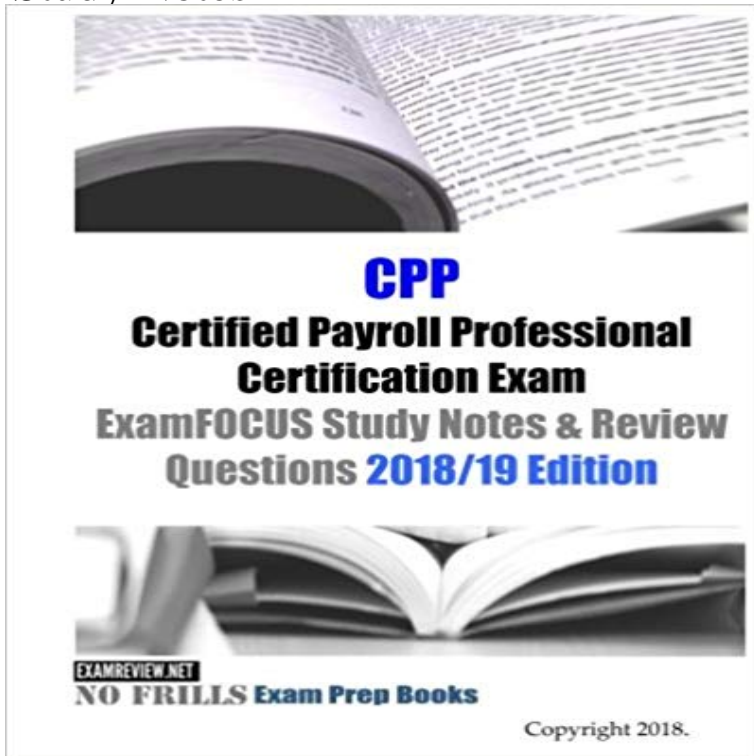 CPP
Certified Payroll Professional
Certification Exam
ExamFOCUS Study Notes & Review
Questions 2018/19 Edition
EXAMREVIEW.NET
NO FRILLS Exam Prep Books
Copyright 2018.